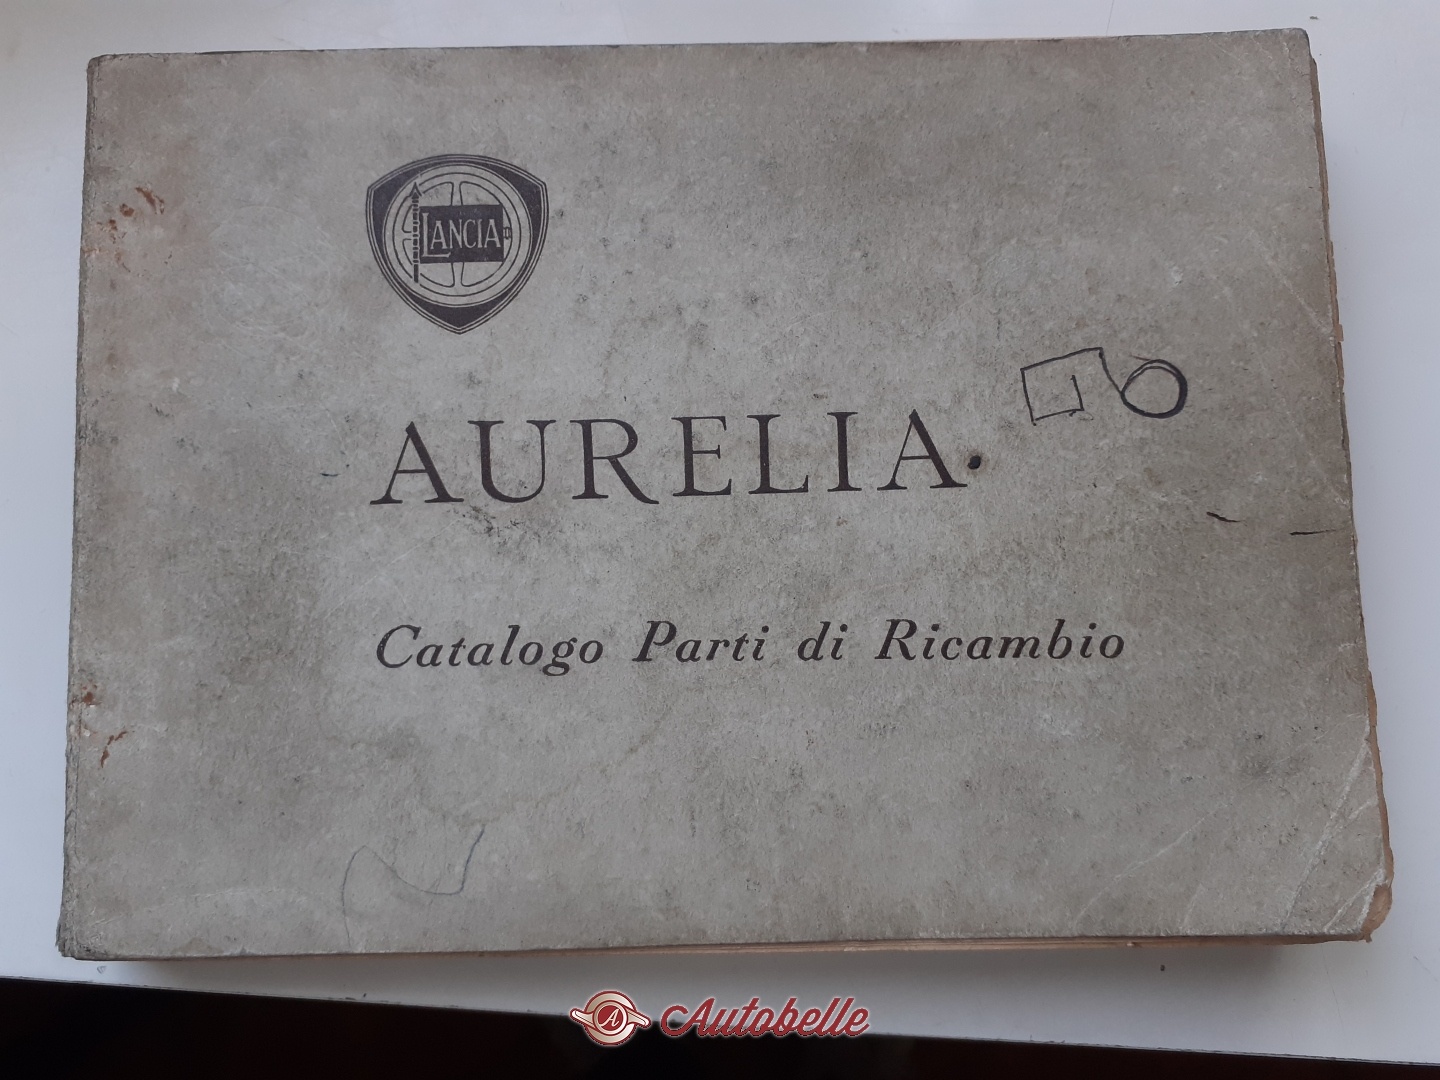 LANCIA
AURELIA
Catalogo Parti di Ricambio
A Autobelle